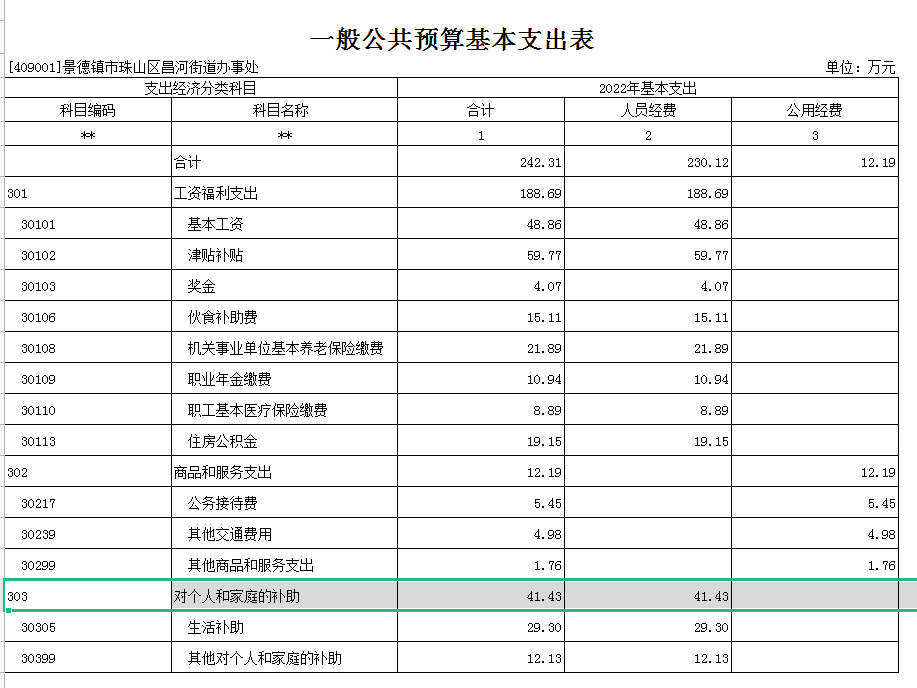 一般公共预算基本支出表
[409001]景德镇市珠山区昌河街道办事处 单位：万元
支出经济分类科目 2022年基本支出
科目编码 科目名称 合计 人员经费 公用经费
** ** 1 2 3
合计 242.31 230.12 12.19
301 工资福利支出 188.69 188.69
30101 基本工资 48.86 48.86
30102 津贴补贴 59.77 59.77
30103 奖金 4.07 4.07
30106 伙食补助费 15.11 15.11
30108 机关事业单位基本养老保险缴费 21.89 21.89
30109 职业年金缴费 10.94 10.94
30110 职工基本医疗保险缴费 8.89 8.89
30113 住房公积金 19.15 19.15
302 商品和服务支出 12.19 12.19
30217 公务接待费 5.45 5.45
30239 其他交通费用 4.98 4.98
30299 其他商品和服务支出 1.76 1.76
303 对个人和家庭的补助 41.43 41.43
30305 生活补助 29.30 29.30
30399 其他对个人和家庭的补助 12.13 12.13